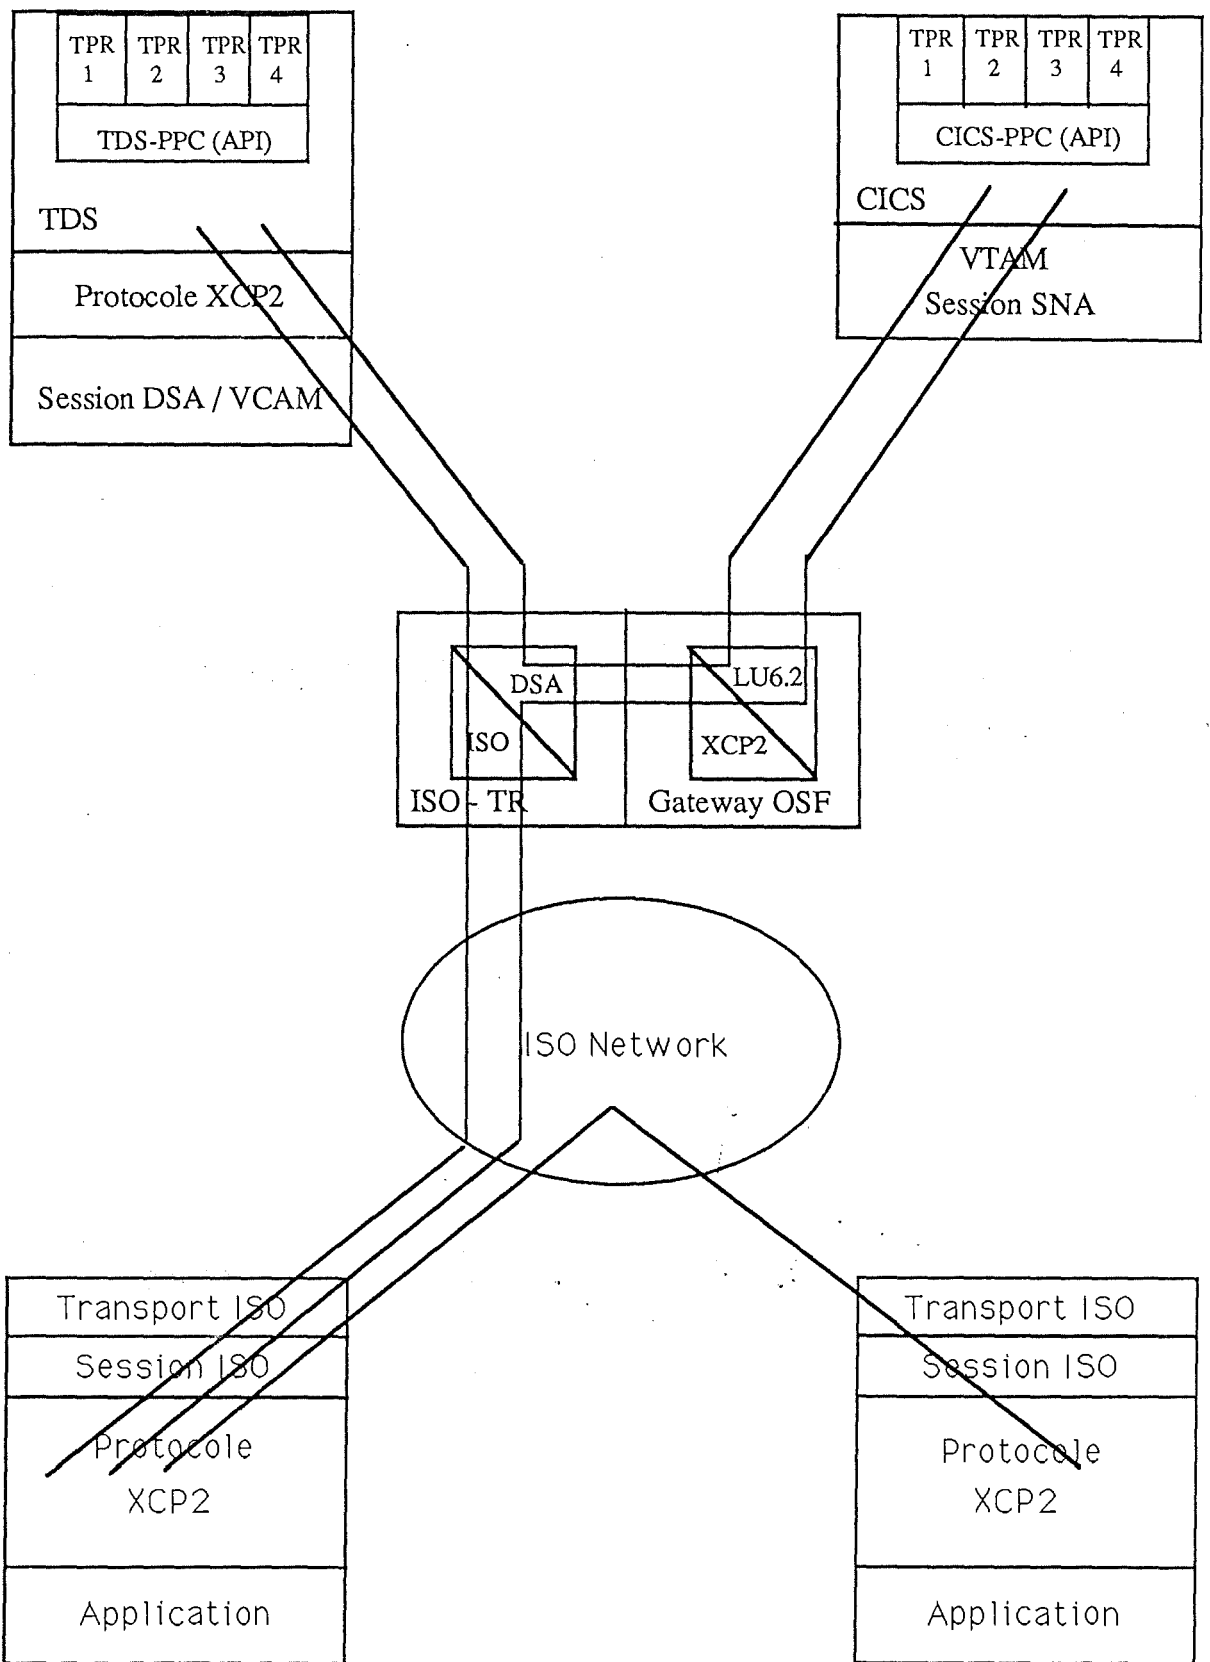 TPR TPR TPR TPR
1 2 3 4
TDS-PPC (API)
TDS
Protocole XCP2
Session DSA / VCAM
TPR TPR TPR TPR
1 2 3 4
CICS-PPC (API)
CICS
VTAM
Session SNA
DSA
ISO
ISO - TR
LU6.2
XCP2
Gateway OSF
ISO Network
Transport ISO
Session ISO
Protocole
XCP2
Application
Transport ISO
Session ISO
Protocole
XCP2
Application